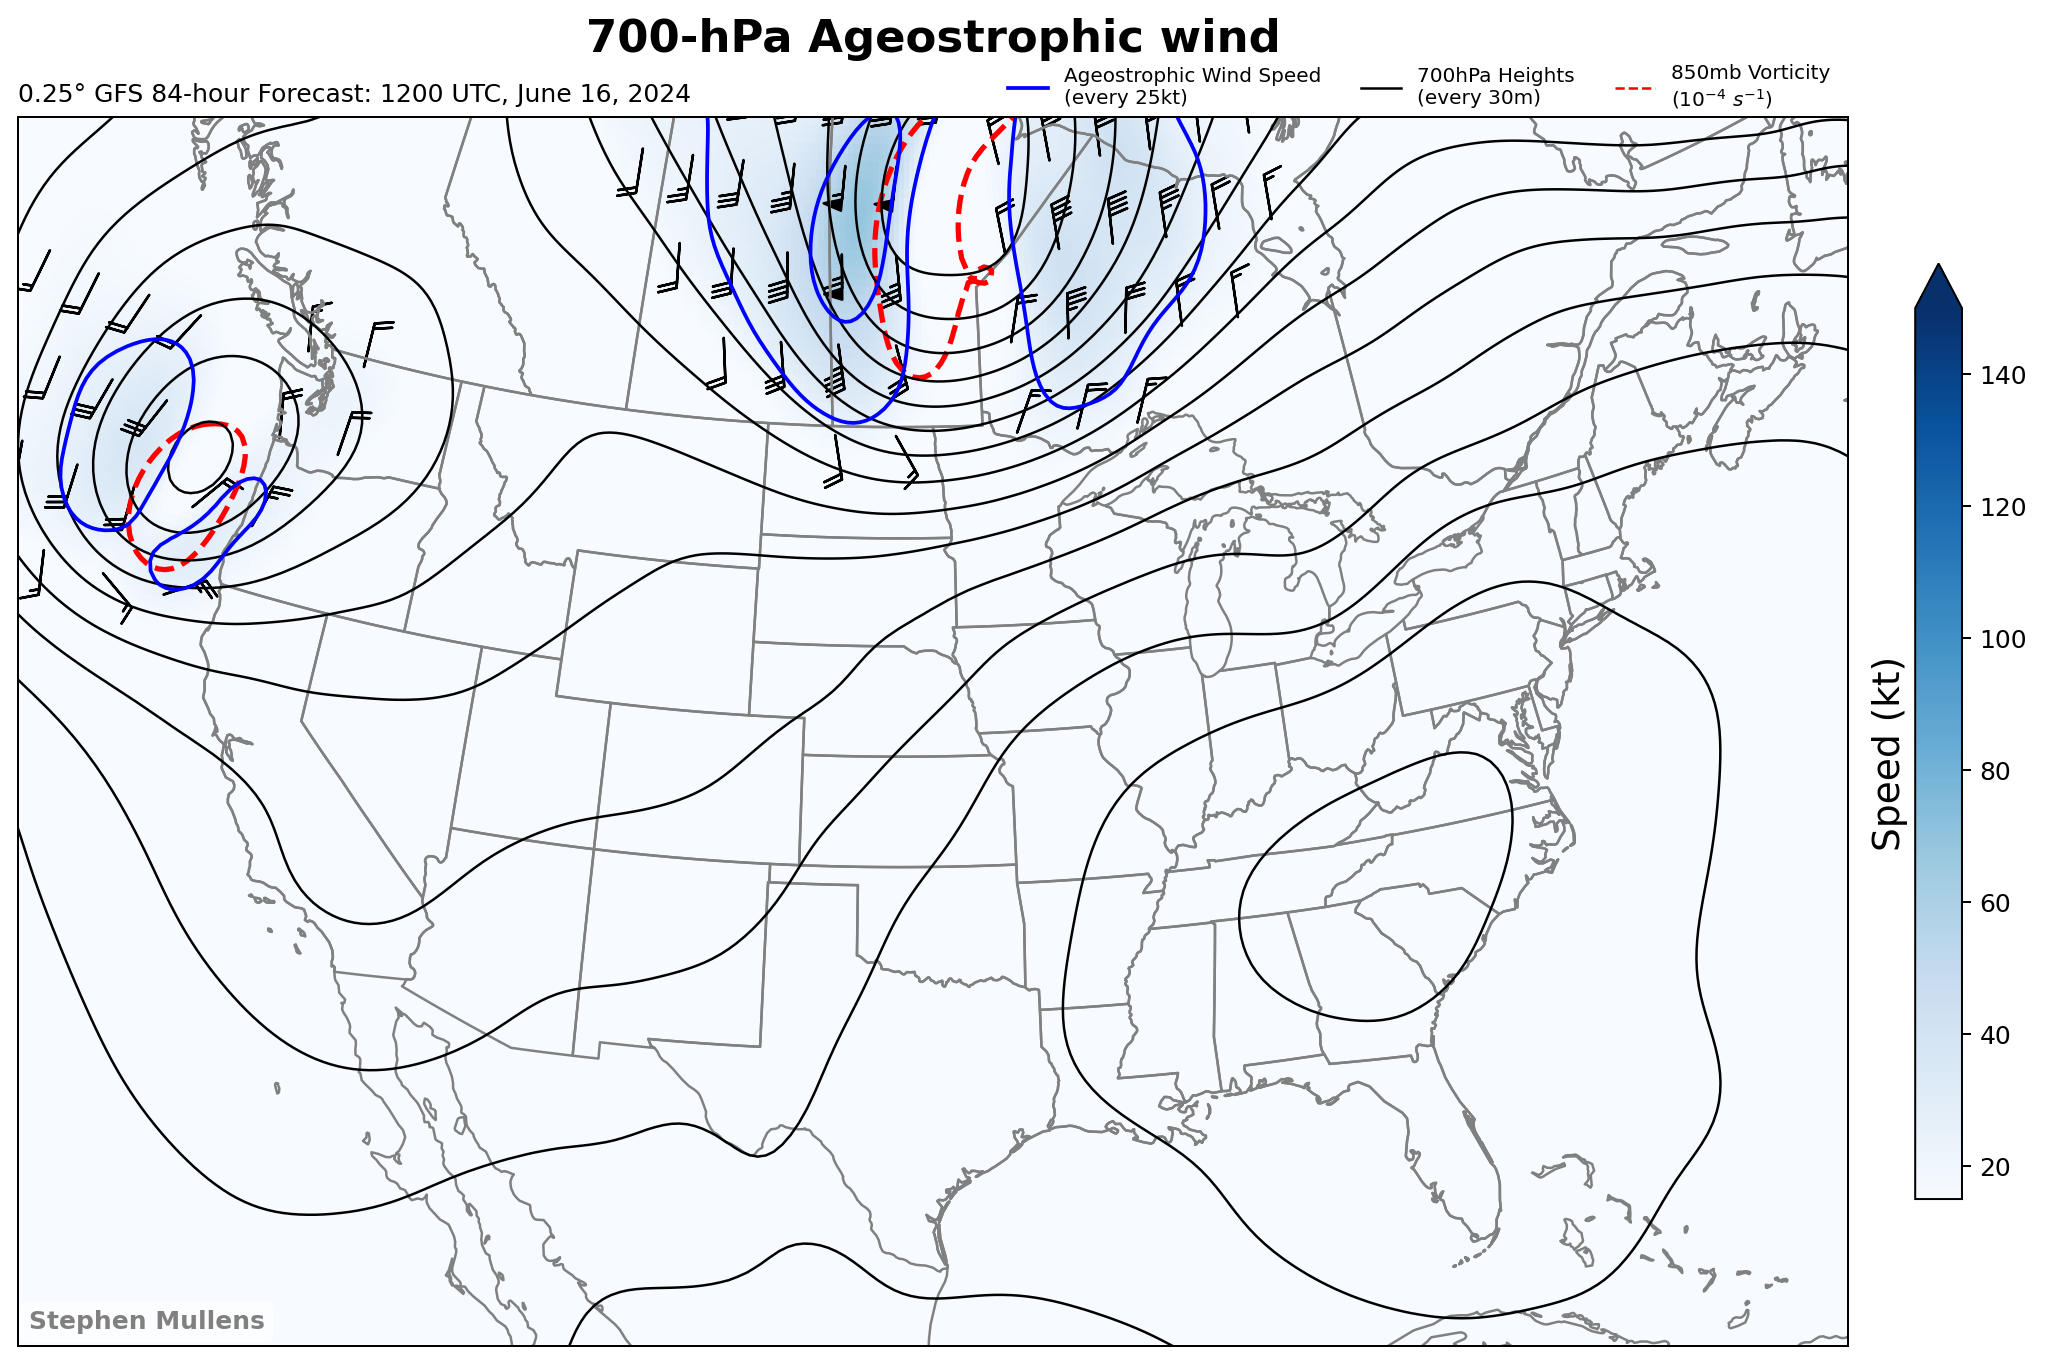 700-hPa Ageostrophic wind
0.25° GFS 84-hour Forecast: 1200 UTC, June 16, 2024
Ageostrophic Wind Speed
(every 25kt)
700hPa Heights
(every 30m)
850mb Vorticity
(10⁻⁴ s⁻¹)
140
120
100
80
60
40
20
Speed (kt)
Stephen Mullens